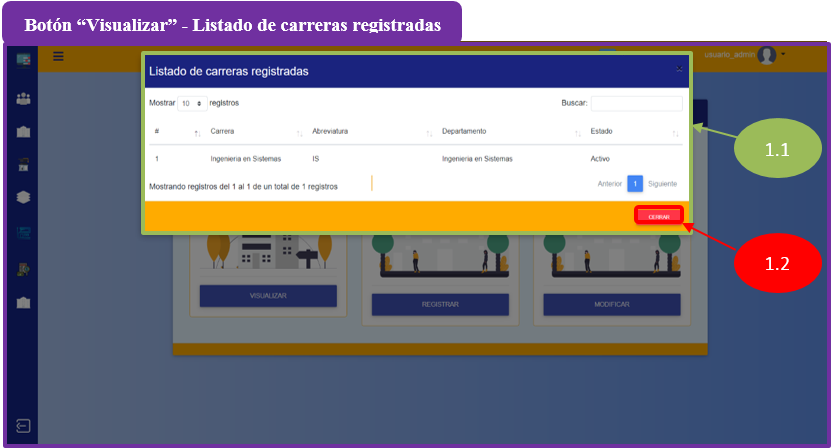 Botón “Visualizar” - Listado de carreras registradas
usuario_admin
Listado de carreras registradas
×
Mostrar 10 registros
Buscar:
# Carrera Abreviatura Departamento Estado
1 Ingenieria en Sistemas IS Ingenieria en Sistemas Activo
Mostrando registros del 1 al 1 de un total de 1 registros
Anterior 1 Siguiente
CERRAR
1.1
1.2
VISUALIZAR
REGISTRAR
MODIFICAR